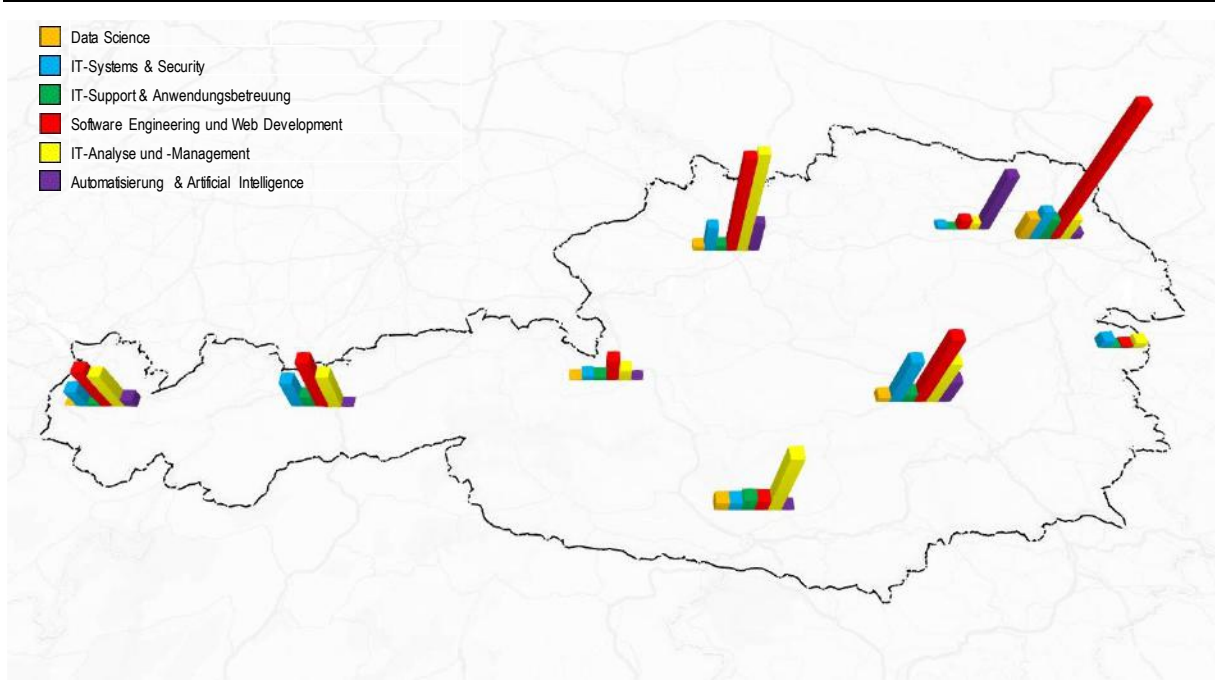 Data Science
IT-Systems & Security
IT-Support & Anwendungsbetreuung
Software Engineering und Web Development
IT-Analyse und -Management
Automatisierung & Artificial Intelligence